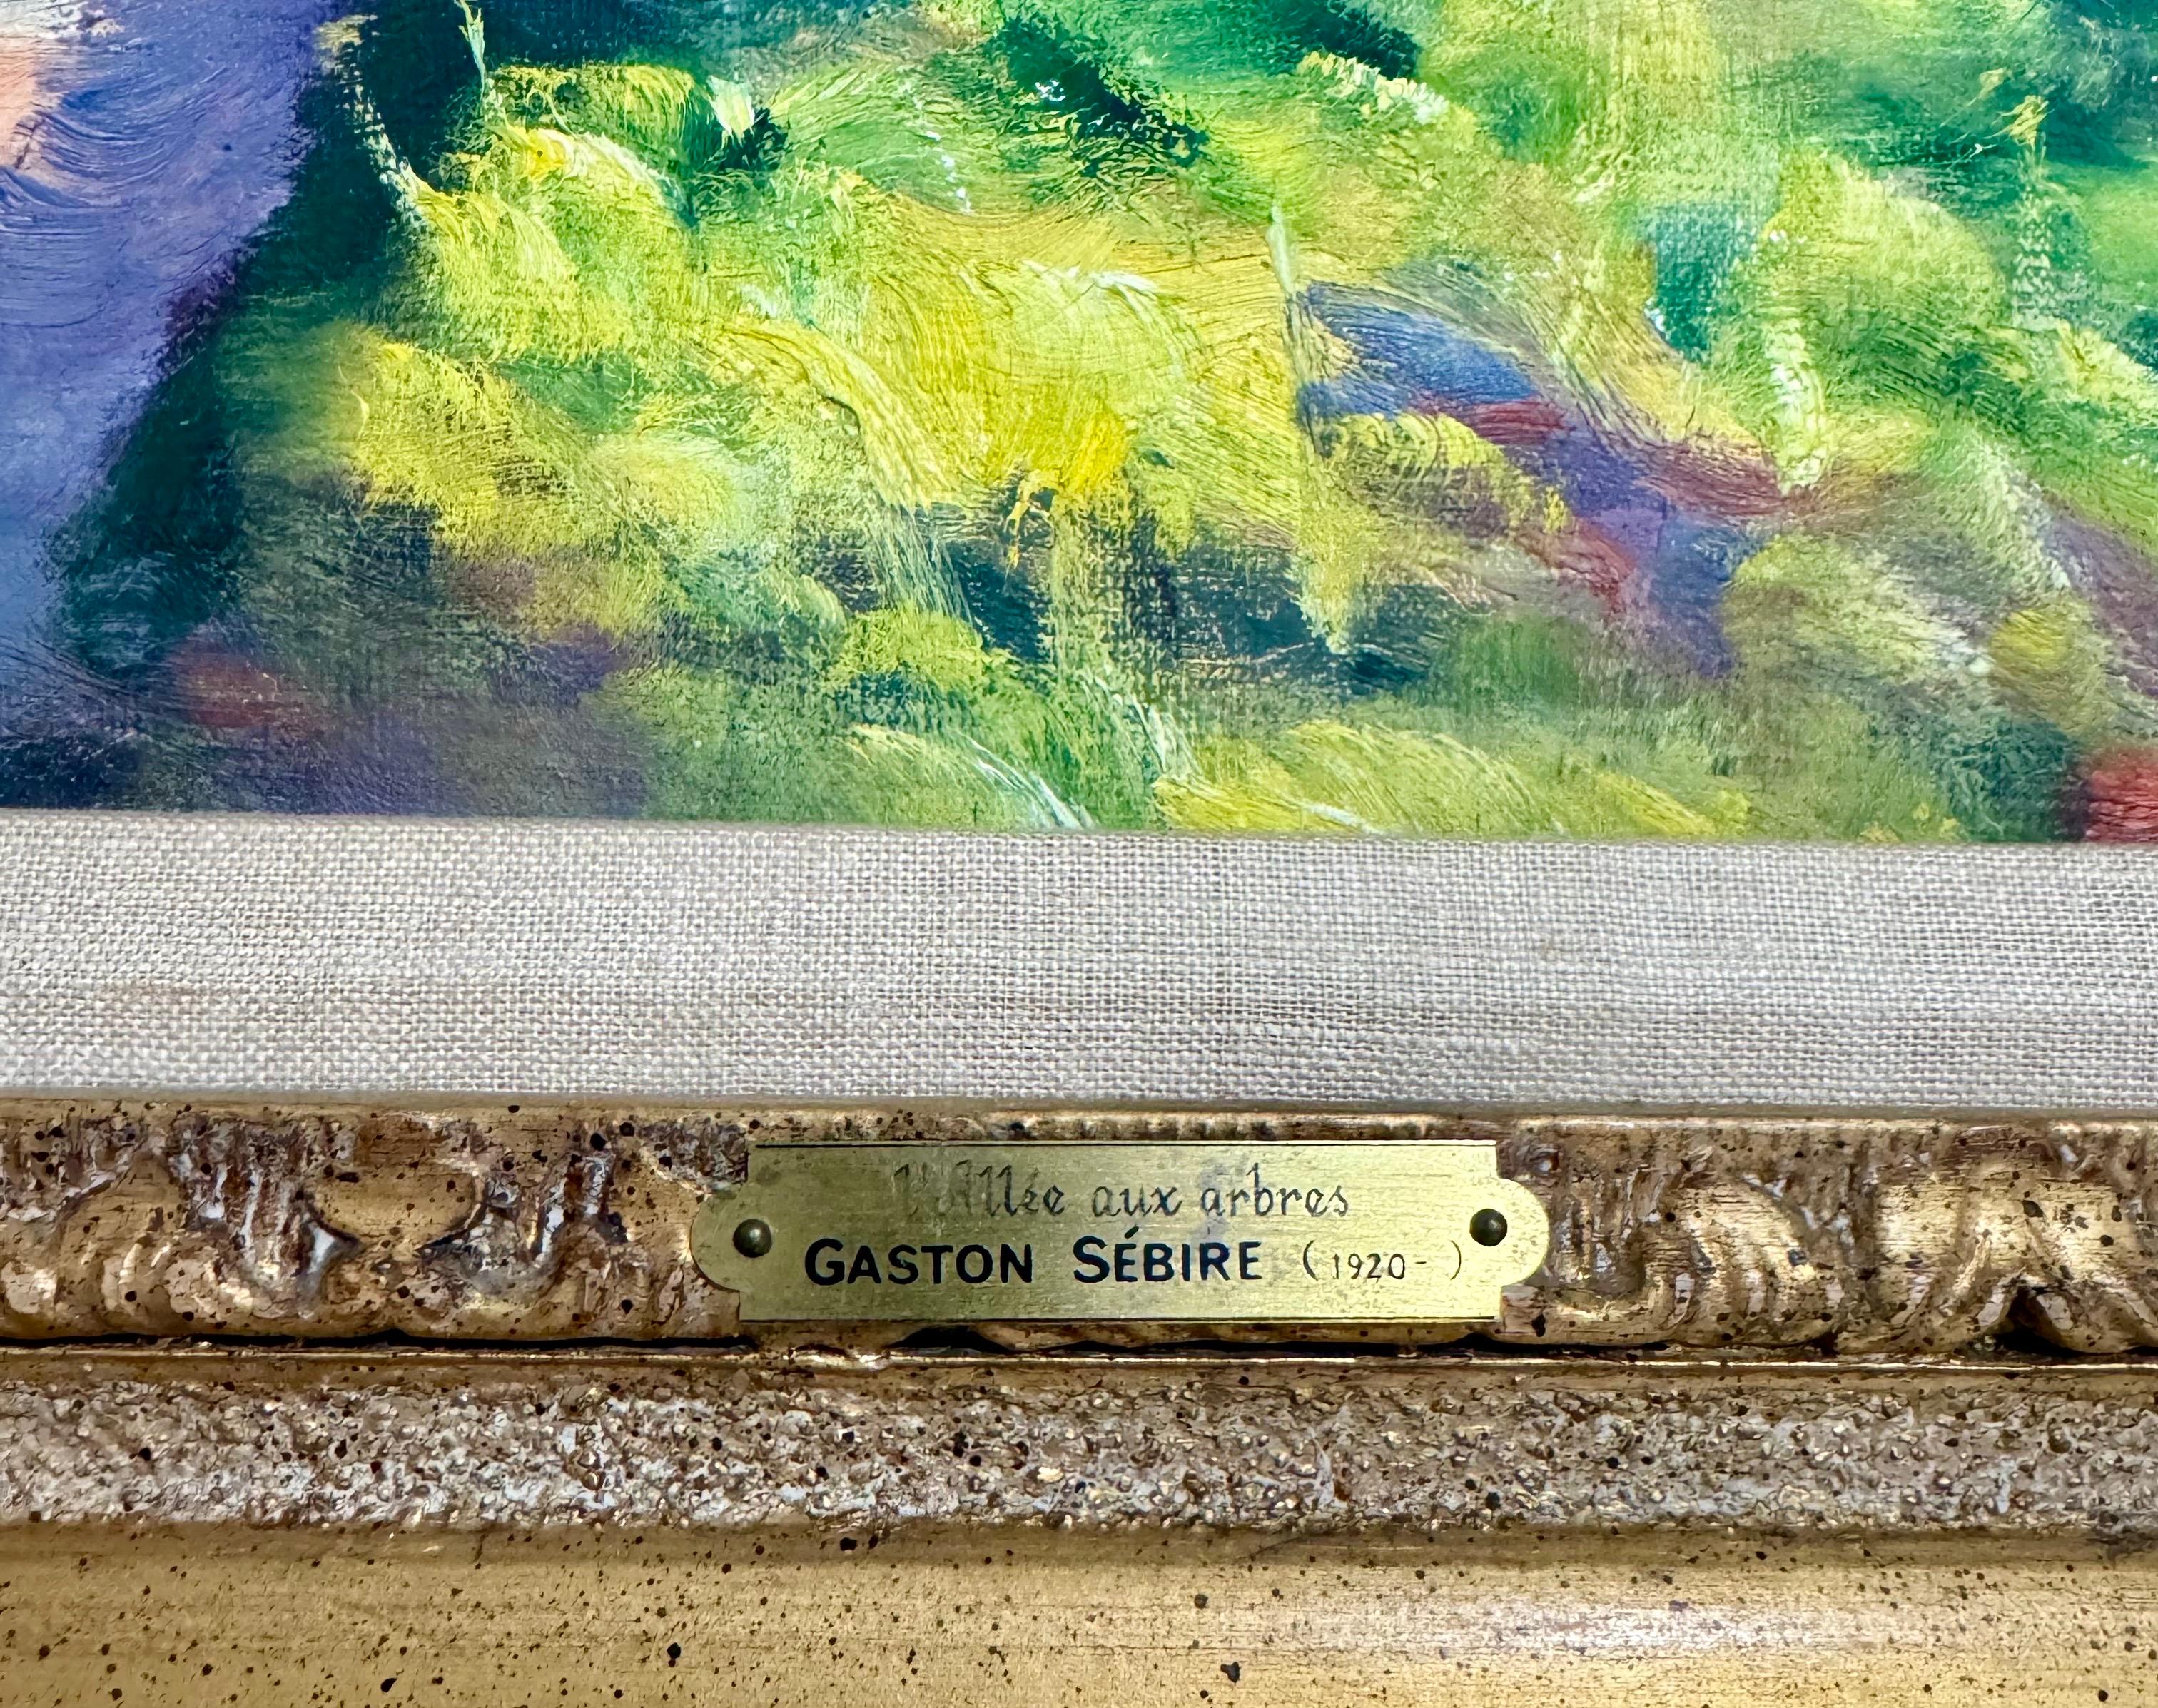 l'Allée aux arbres
GASTON SÉBIRE (1920- )